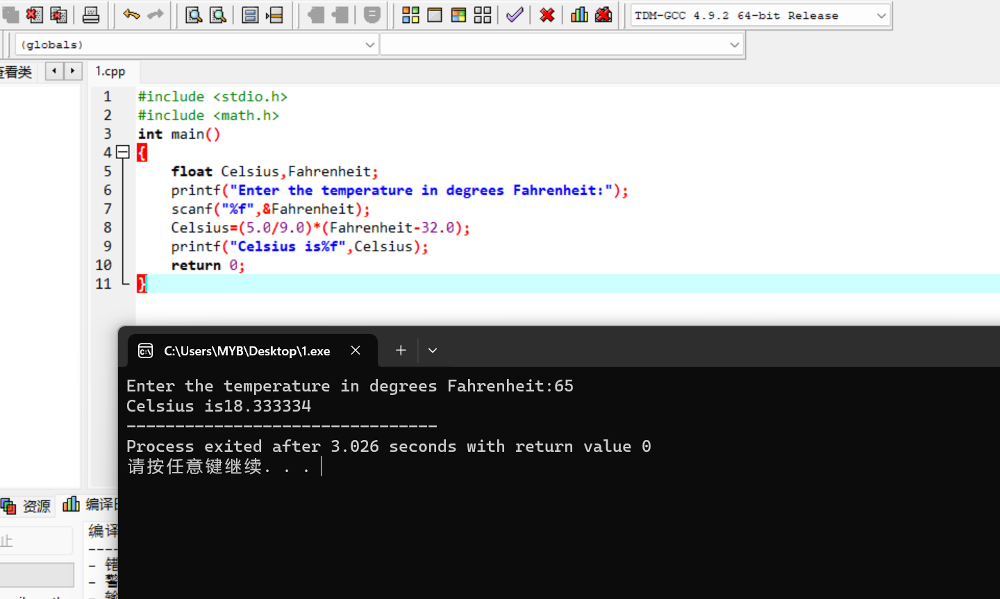 TDM-GCC 4.9.2 64-bit Release
(globals)
查看类
1.cpp
1 #include <stdio.h>
2 #include <math.h>
3 int main()
4 {
5 float Celsius,Fahrenheit;
6 printf("Enter the temperature in degrees Fahrenheit:");
7 scanf("%f",&Fahrenheit);
8 Celsius=(5.0/9.0)*(Fahrenheit-32.0);
9 printf("Celsius is%f",Celsius);
10 return 0;
11 }
C:\Users\MYB\Desktop\1.exe
Enter the temperature in degrees Fahrenheit:65
Celsius is18.333334
--------------------------------
Process exited after 3.026 seconds with return value 0
请按任意键继续. . .
资源
编译
止
编译
----
- 错
- 警